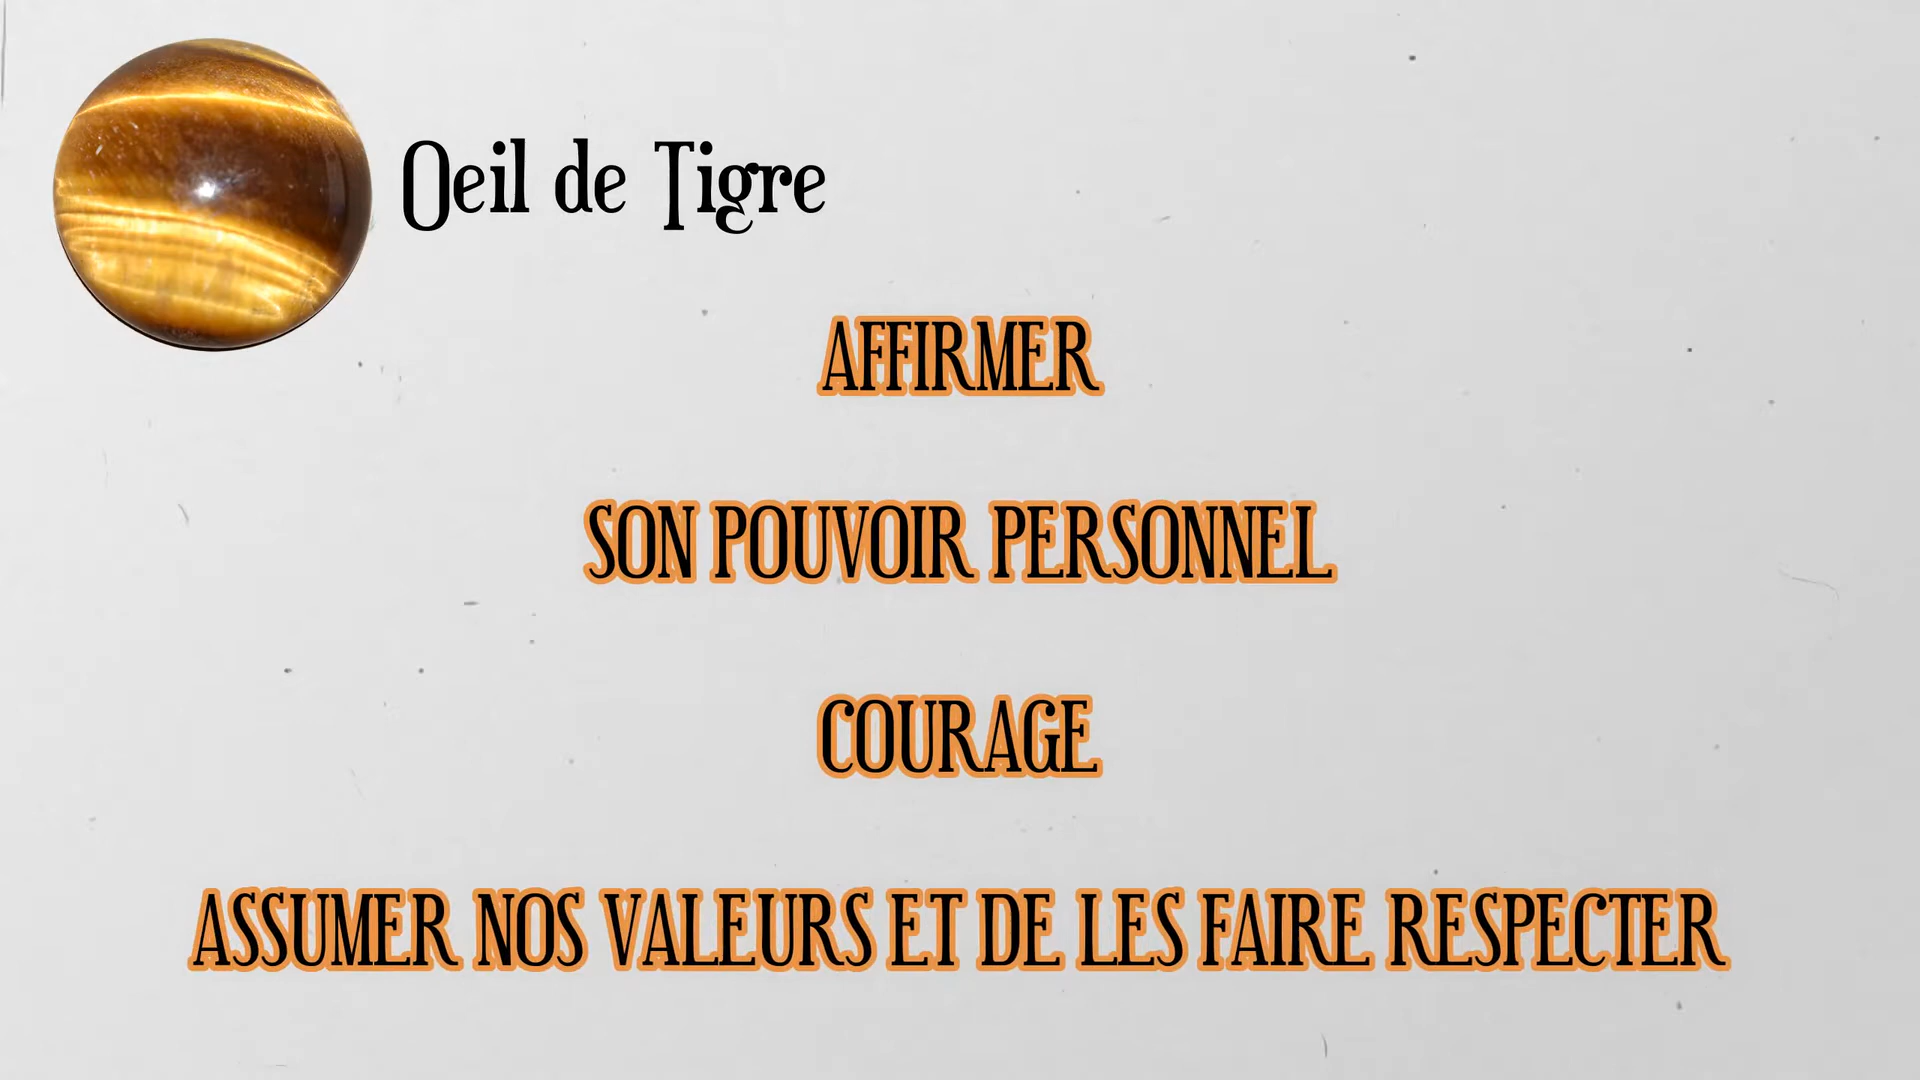 Oeil de Tigre
AFFIRMER
SON POUVOIR PERSONNEL
COURAGE
ASSUMER NOS VALEURS ET DE LES FAIRE RESPECTER